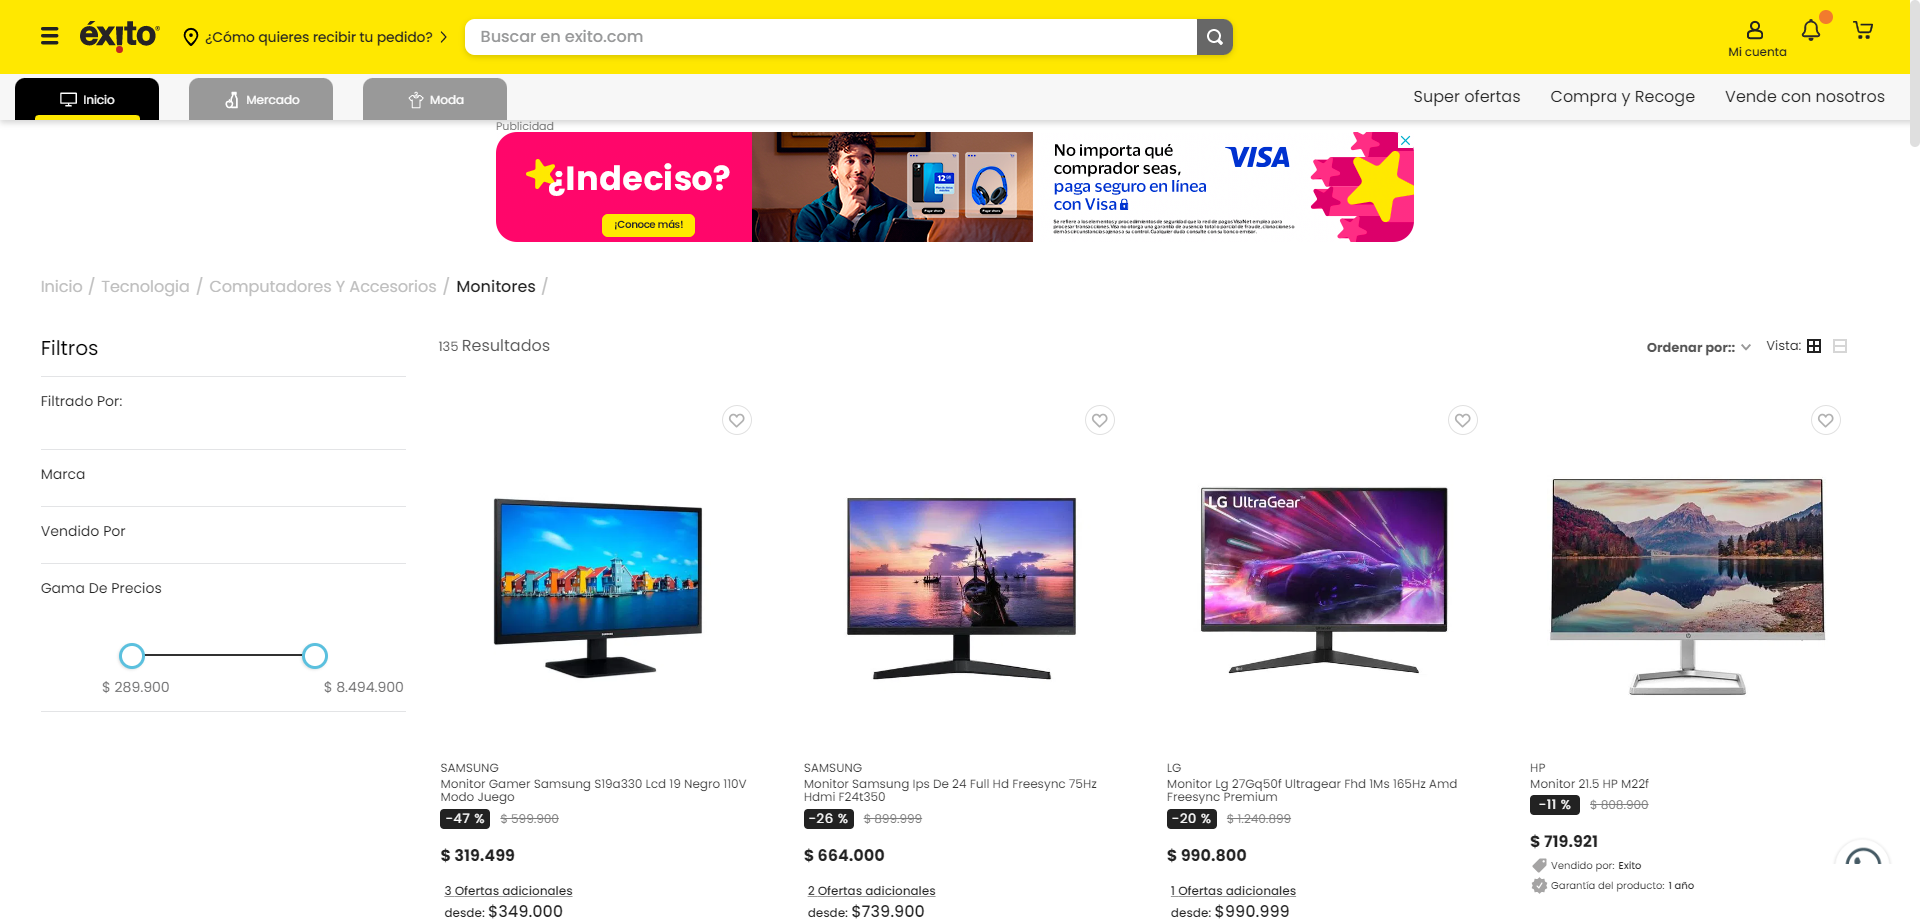 éxito
¿Cómo quieres recibir tu pedido?
Buscar en exito.com
Mi cuenta
Inicio
Mercado
Moda
Super ofertas
Compra y Recoge
Vende con nosotros
Publicidad
¿Indeciso?
¡Conoce más!
No importa qué
comprador seas,
paga seguro en línea
con Visa
VISA
Inicio / Tecnologia / Computadores Y Accesorios / Monitores /
Filtros
135 Resultados
Ordenar por::
Vista:
Filtrado Por:
Marca
Vendido Por
Gama De Precios
$ 289.900
$ 8.494.900
LG UltraGear
SAMSUNG
Monitor Gamer Samsung S19a330 Lcd 19 Negro 110V
Modo Juego
-47 % $ 599.900
$ 319.499
3 Ofertas adicionales
desde: $349.000
SAMSUNG
Monitor Samsung Ips De 24 Full Hd Freesync 75Hz
Hdmi F24t350
-26 % $ 899.999
$ 664.000
2 Ofertas adicionales
desde: $739.900
LG
Monitor Lg 27Gq50f Ultragear Fhd 1Ms 165Hz Amd
Freesync Premium
-20 % $ 1.240.899
$ 990.800
1 Ofertas adicionales
desde: $990.999
HP
Monitor 21.5 HP M22f
-11 % $ 808.900
$ 719.921
Vendido por: Exito
Garantía del producto: 1 año